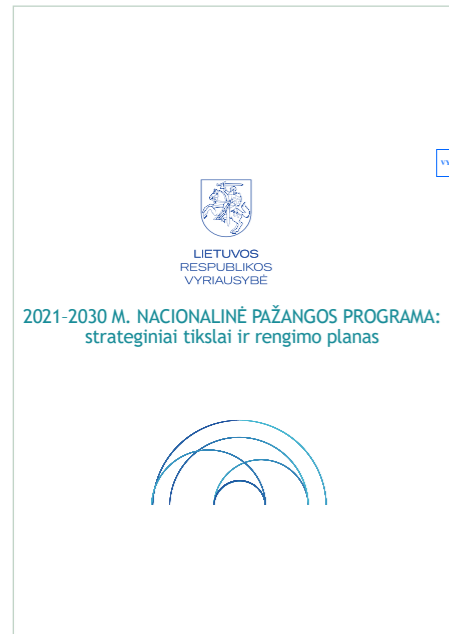 LIETUVOS
RESPUBLIKOS
VYRIAUSYBĖ
2021–2030 M. NACIONALINĖ PAŽANGOS PROGRAMA:
strateginiai tikslai ir rengimo planas